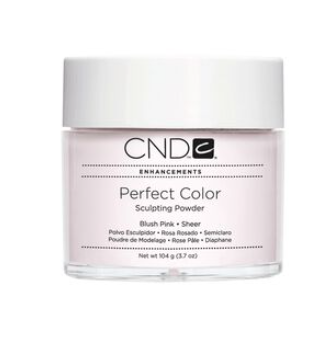 CND
ENHANCEMENTS
Perfect Color
Sculpting Powder
Blush Pink • Sheer
Polvo Esculpidor • Rosa Rosado • Semiclaro
Poudre de Modelage • Rose Pâle • Diaphane
Net Wt 104 g (3.7 oz)